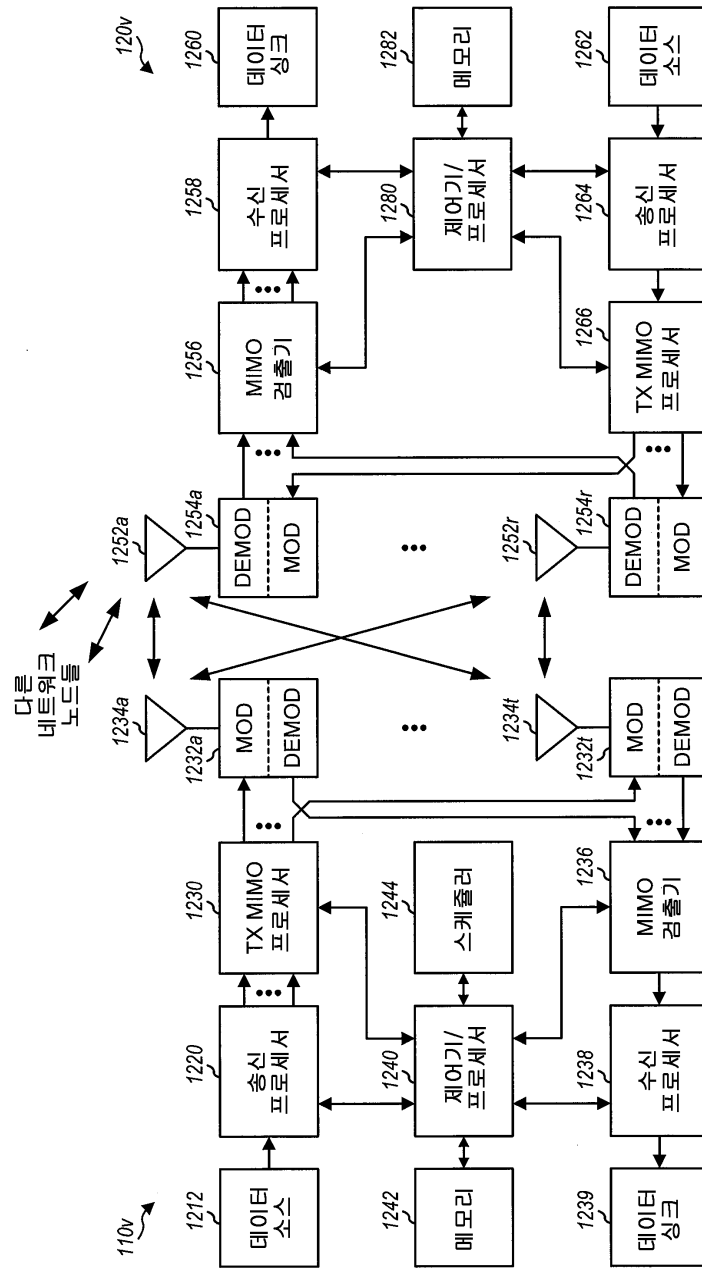 110v
120v
다른
네트워크
노드들
1212
데이터
소스
1220
송신
프로세서
1230
TX MIMO
프로세서
1234a
1232a
MOD
DEMOD
1252a
1254a
DEMOD
MOD
1256
MIMO
검출기
1258
수신
프로세서
1260
데이터
싱크
1242
메모리
1240
제어기/
프로세서
1244
스케쥴러
1280
제어기/
프로세서
1282
메모리
1239
데이터
싱크
1238
수신
프로세서
1236
MIMO
검출기
1234t
1232t
MOD
DEMOD
1252r
1254r
DEMOD
MOD
1266
TX MIMO
프로세서
1264
송신
프로세서
1262
데이터
소스